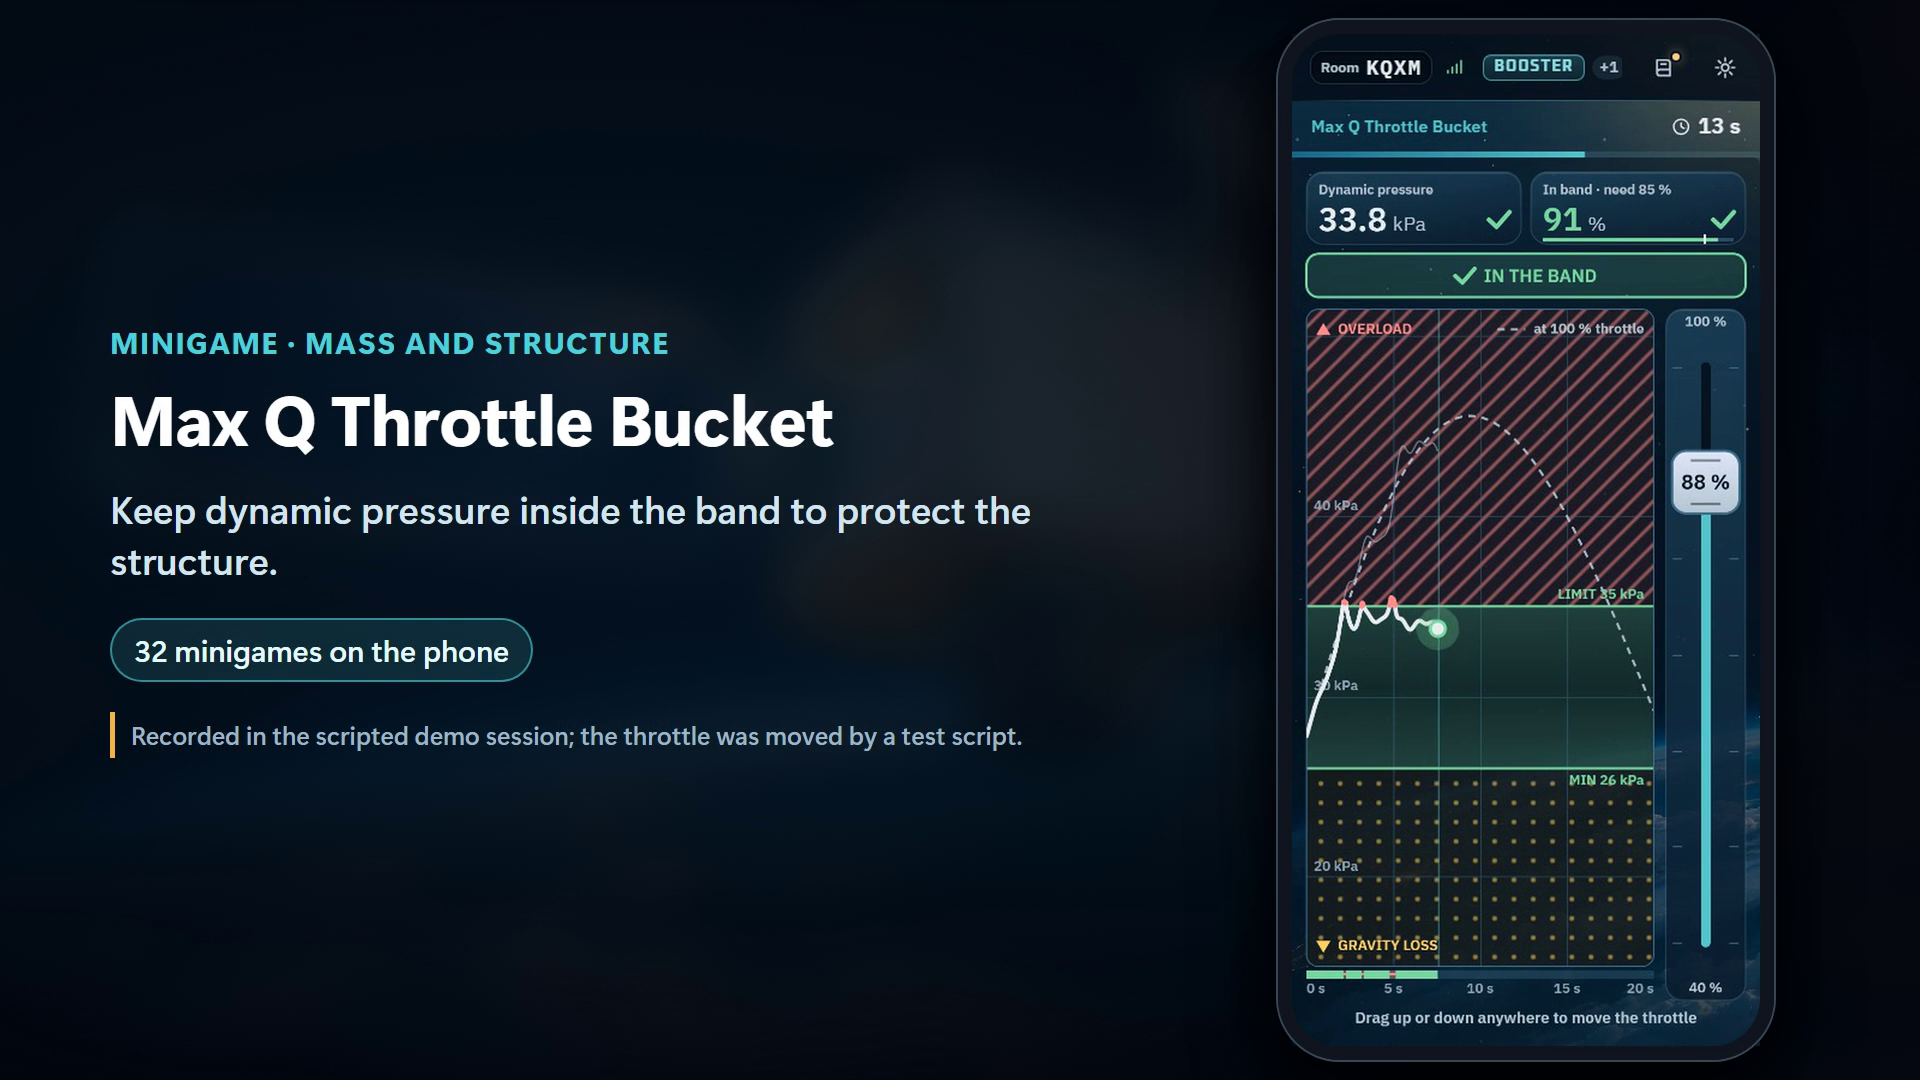 MINIGAME · MASS AND STRUCTURE
Max Q Throttle Bucket
Keep dynamic pressure inside the band to protect the
structure.
32 minigames on the phone
Recorded in the scripted demo session; the throttle was moved by a test script.
Room KQXM BOOSTER +1
Max Q Throttle Bucket 13 s
Dynamic pressure
33.8 kPa
In band · need 85 %
91 %
IN THE BAND
OVERLOAD
at 100 % throttle
100 %
88 %
40 kPa
LIMIT 35 kPa
30 kPa
MIN 26 kPa
20 kPa
GRAVITY LOSS
0 s 5 s 10 s 15 s 20 s
40 %
Drag up or down anywhere to move the throttle